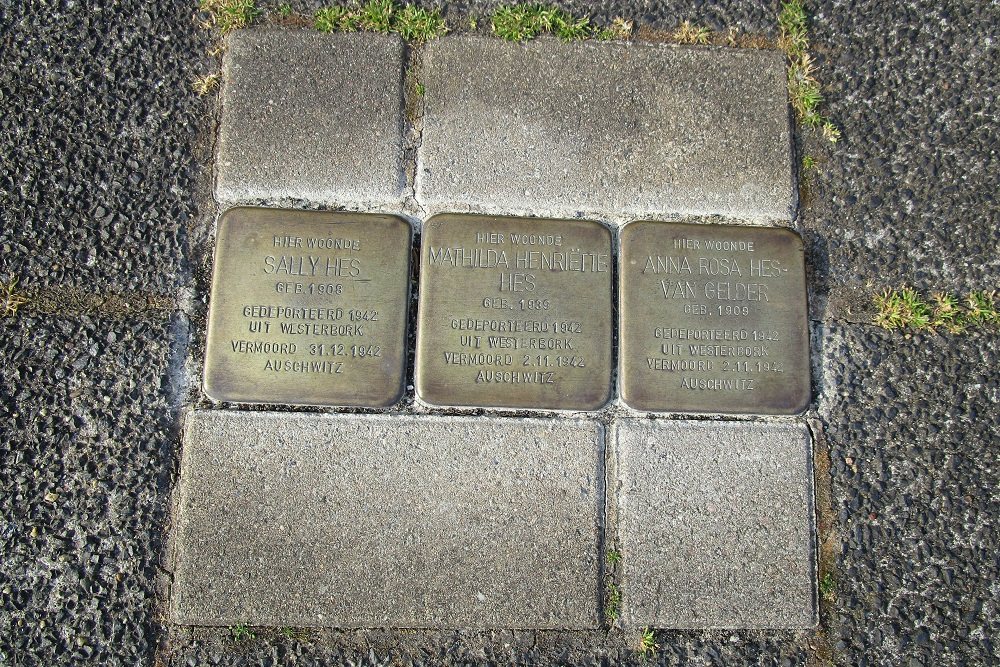 HIER WOONDE
SALLY HES
GEB. 1908
GEDEPORTEERD 1942
UIT WESTERBORK
VERMOORD 31.12.1942
AUSCHWITZ
HIER WOONDE
MATHILDA HENRIËTTE
HES
GEB. 1939
GEDEPORTEERD 1942
UIT WESTERBORK
VERMOORD 2.11.1942
AUSCHWITZ
HIER WOONDE
ANNA ROSA HES-
VAN GELDER
GEB. 1909
GEDEPORTEERD 1942
UIT WESTERBORK
VERMOORD 2.11.1942
AUSCHWITZ